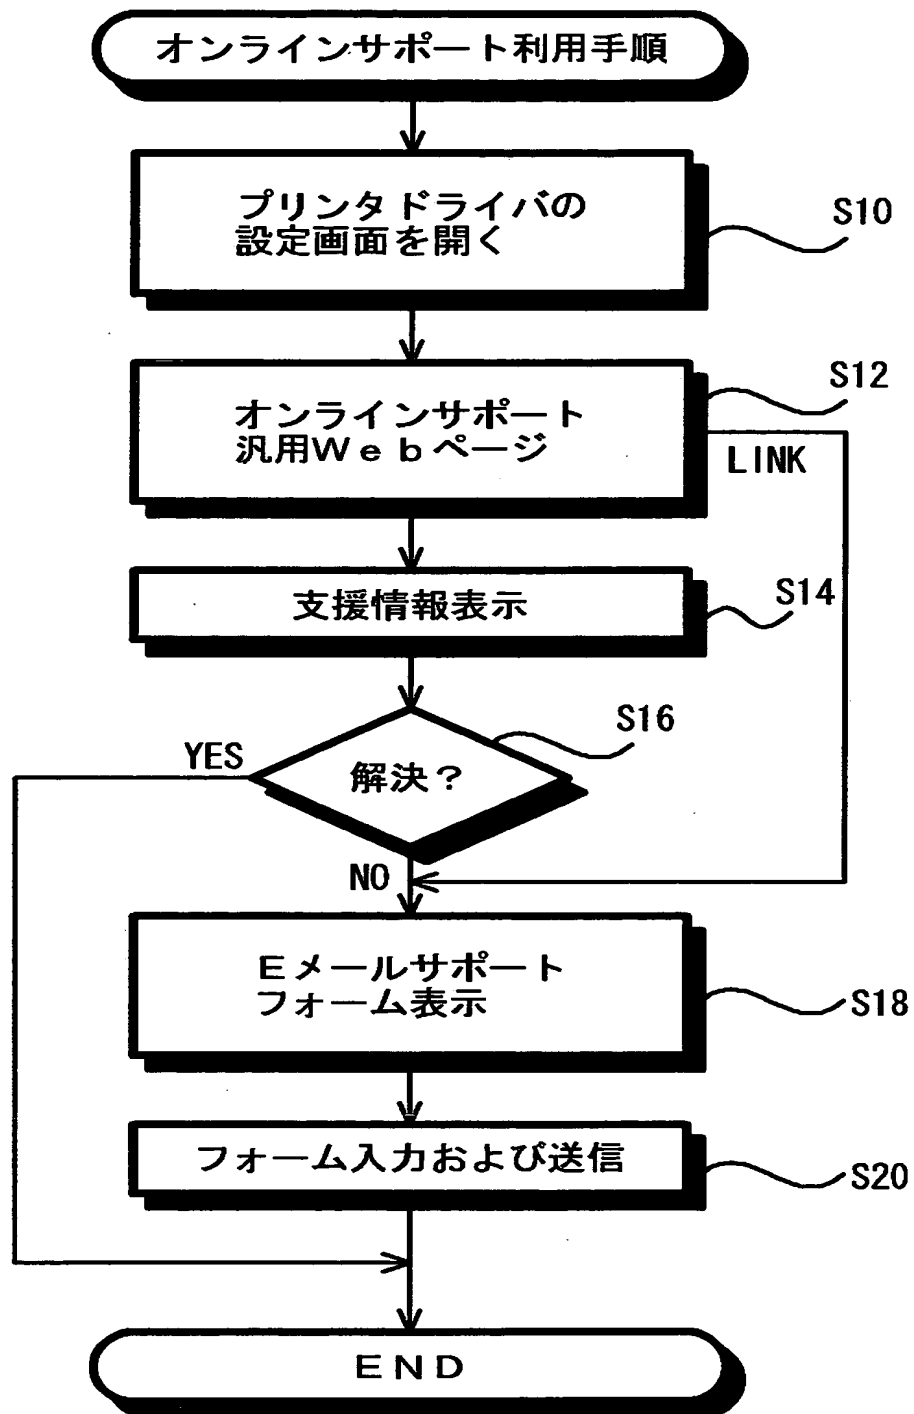 オンラインサポート利用手順
プリンタドライバの
設定画面を開く
S10
オンラインサポート
汎用Ｗｅｂページ
S12
LINK
支援情報表示
S14
解決？
S16
YES
NO
Ｅメールサポート
フォーム表示
S18
フォーム入力および送信
S20
ＥＮＤ